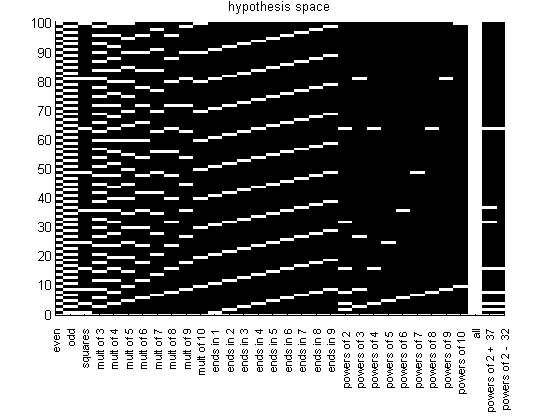 hypothesis space
100
90
80
70
60
50
40
30
20
10
0
even
odd
squares
mult of 3
mult of 4
mult of 5
mult of 6
mult of 7
mult of 8
mult of 9
mult of 10
ends in 1
ends in 2
ends in 3
ends in 4
ends in 5
ends in 6
ends in 7
ends in 8
ends in 9
powers of 2
powers of 3
powers of 4
powers of 5
powers of 6
powers of 7
powers of 8
powers of 9
powers of 10
all
powers of 2 + 37
powers of 2 - 32